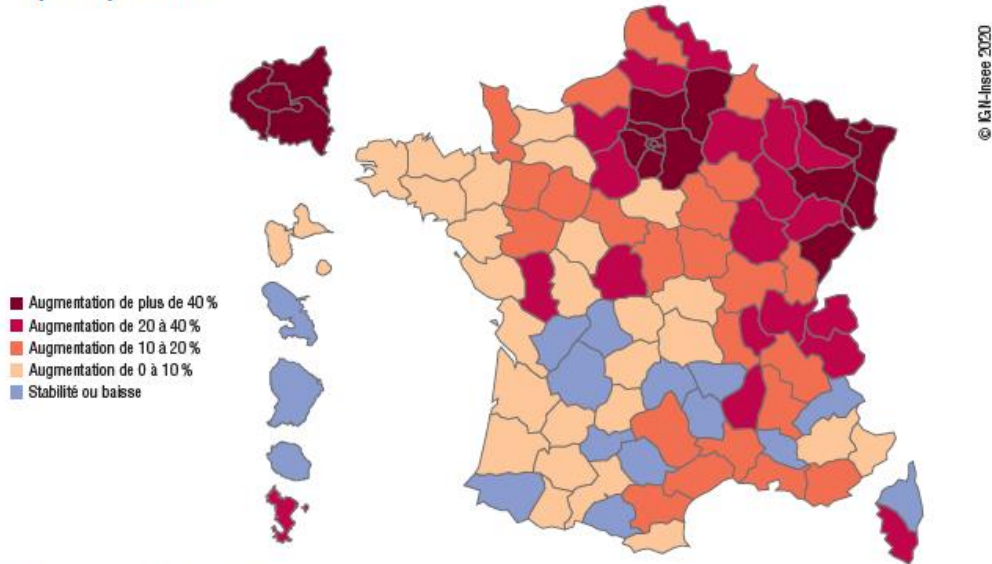 © IGN-Insee 2020
Augmentation de plus de 40 %
Augmentation de 20 à 40 %
Augmentation de 10 à 20 %
Augmentation de 0 à 10 %
Stabilité ou baisse